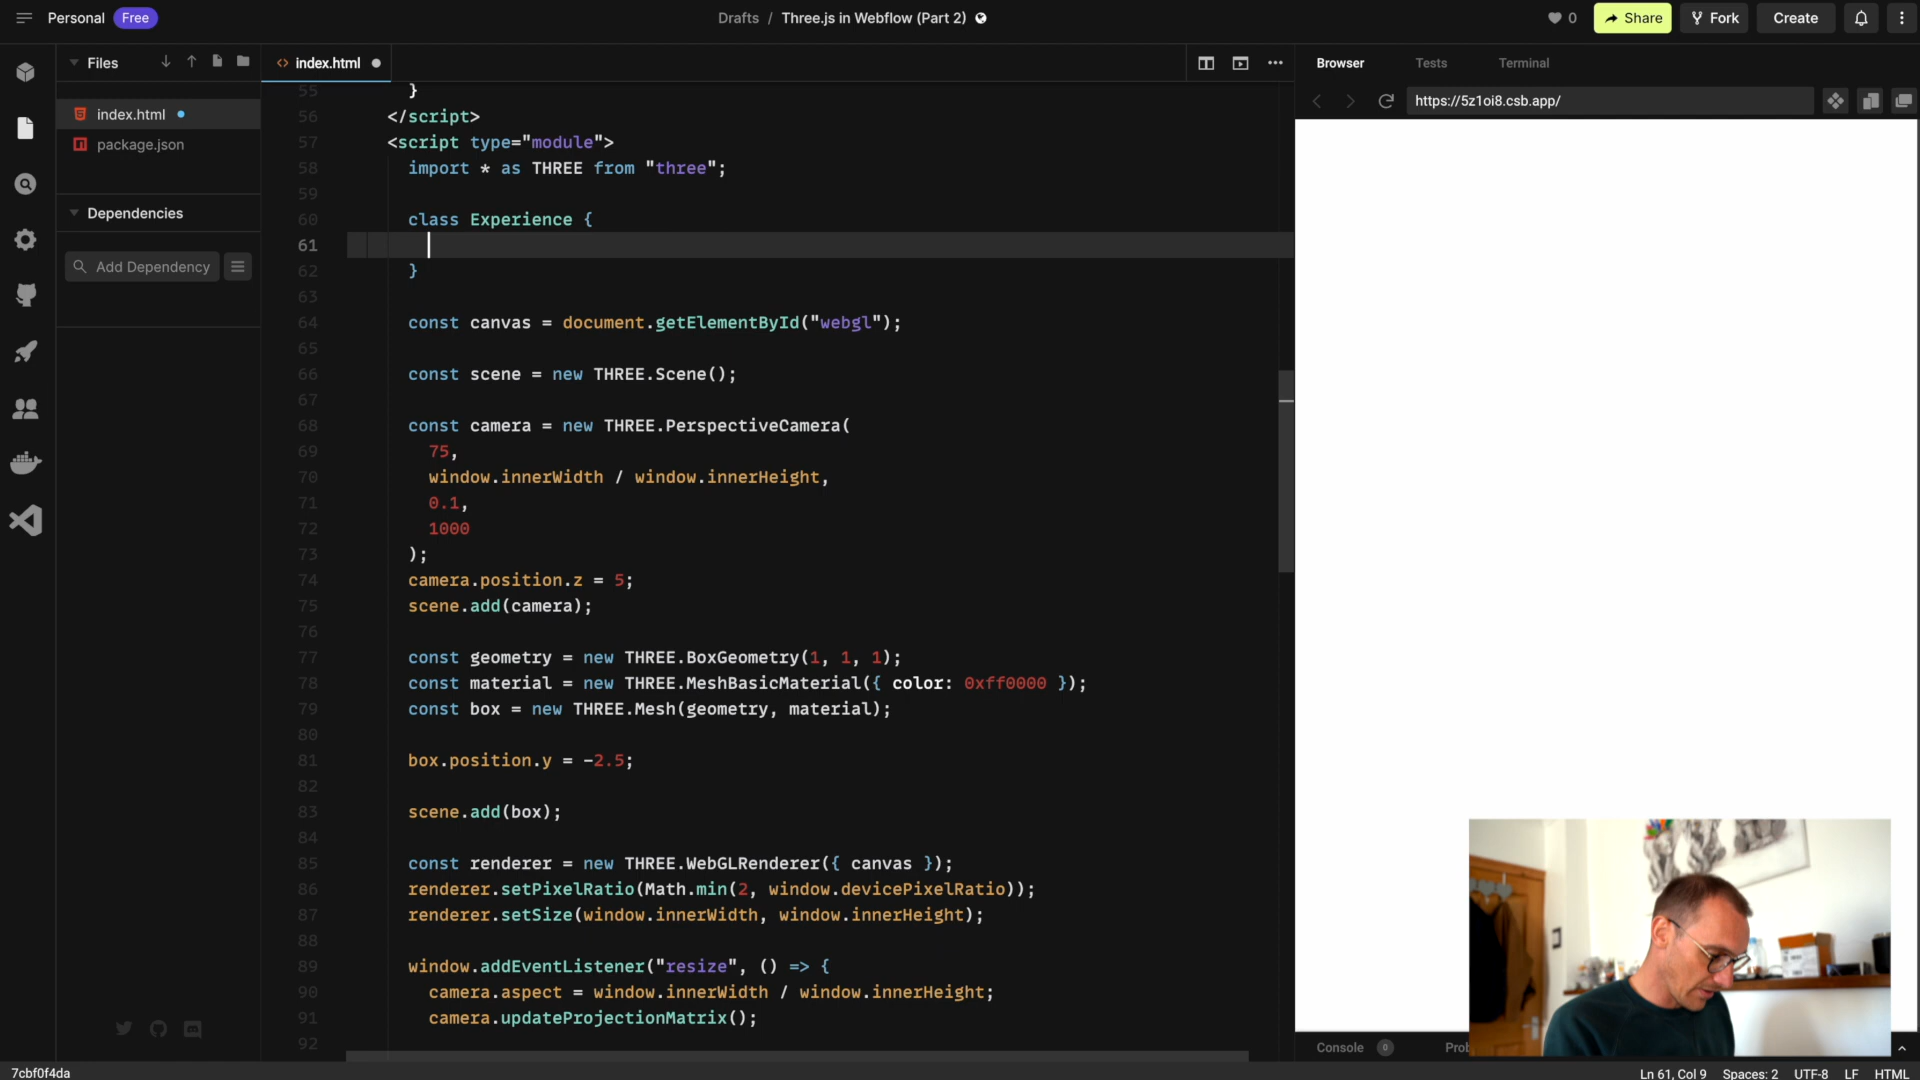 Personal Free
Drafts / Three.js in Webflow (Part 2)
0
Share
Fork
Create
Files
index.html
package.json
Dependencies
Add Dependency
index.html
55 }
56 </script>
57 <script type="module">
58 import * as THREE from "three";
59
60 class Experience {
61
62 }
63
64 const canvas = document.getElementById("webgl");
65
66 const scene = new THREE.Scene();
67
68 const camera = new THREE.PerspectiveCamera(
69 75,
70 window.innerWidth / window.innerHeight,
71 0.1,
72 1000
73 );
74 camera.position.z = 5;
75 scene.add(camera);
76
77 const geometry = new THREE.BoxGeometry(1, 1, 1);
78 const material = new THREE.MeshBasicMaterial({ color: 0xff0000 });
79 const box = new THREE.Mesh(geometry, material);
80
81 box.position.y = -2.5;
82
83 scene.add(box);
84
85 const renderer = new THREE.WebGLRenderer({ canvas });
86 renderer.setPixelRatio(Math.min(2, window.devicePixelRatio));
87 renderer.setSize(window.innerWidth, window.innerHeight);
88
89 window.addEventListener("resize", () => {
90 camera.aspect = window.innerWidth / window.innerHeight;
91 camera.updateProjectionMatrix();
92
Browser Tests Terminal
https://5z1oi8.csb.app/
Console 0 Prob
7cbf0f4da
Ln 61, Col 9 Spaces: 2 UTF-8 LF HTML